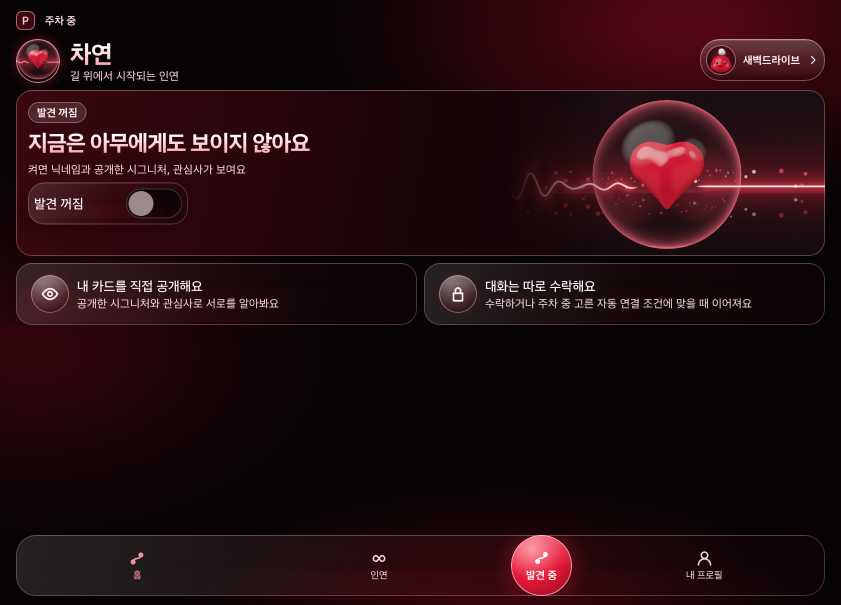 P 주차 중
차연
길 위에서 시작되는 인연
새벽드라이브
발견 꺼짐
지금은 아무에게도 보이지 않아요
켜면 닉네임과 공개한 시그니처, 관심사가 보여요
발견 꺼짐
내 카드를 직접 공개해요
공개한 시그니처와 관심사로 서로를 알아봐요
대화는 따로 수락해요
수락하거나 주차 중 고른 자동 연결 조건에 맞을 때 이어져요
홈
인연
발견 중
내 프로필